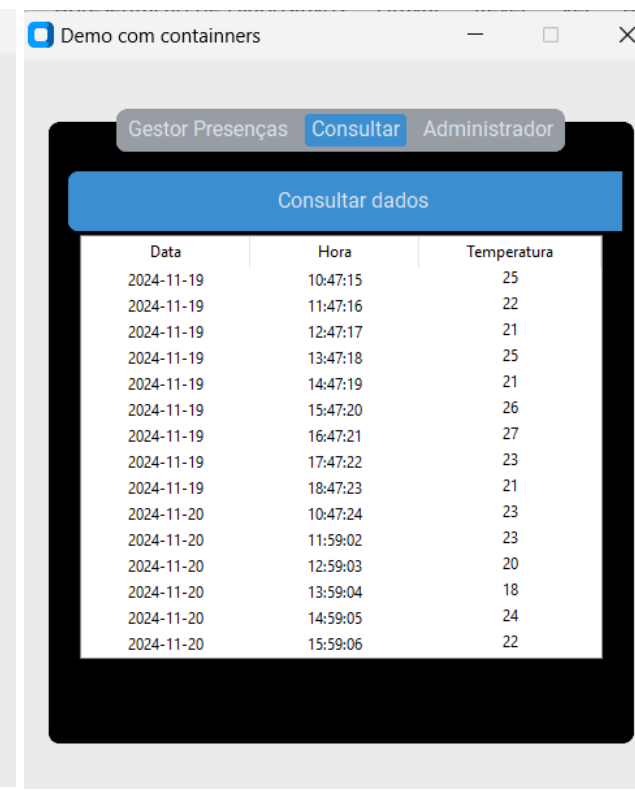 Demo com containners
Gestor Presenças Consultar Administrador
Consultar dados
Data Hora Temperatura
2024-11-19 10:47:15 25
2024-11-19 11:47:16 22
2024-11-19 12:47:17 21
2024-11-19 13:47:18 25
2024-11-19 14:47:19 21
2024-11-19 15:47:20 26
2024-11-19 16:47:21 27
2024-11-19 17:47:22 23
2024-11-19 18:47:23 21
2024-11-20 10:47:24 23
2024-11-20 11:59:02 23
2024-11-20 12:59:03 20
2024-11-20 13:59:04 18
2024-11-20 14:59:05 24
2024-11-20 15:59:06 22